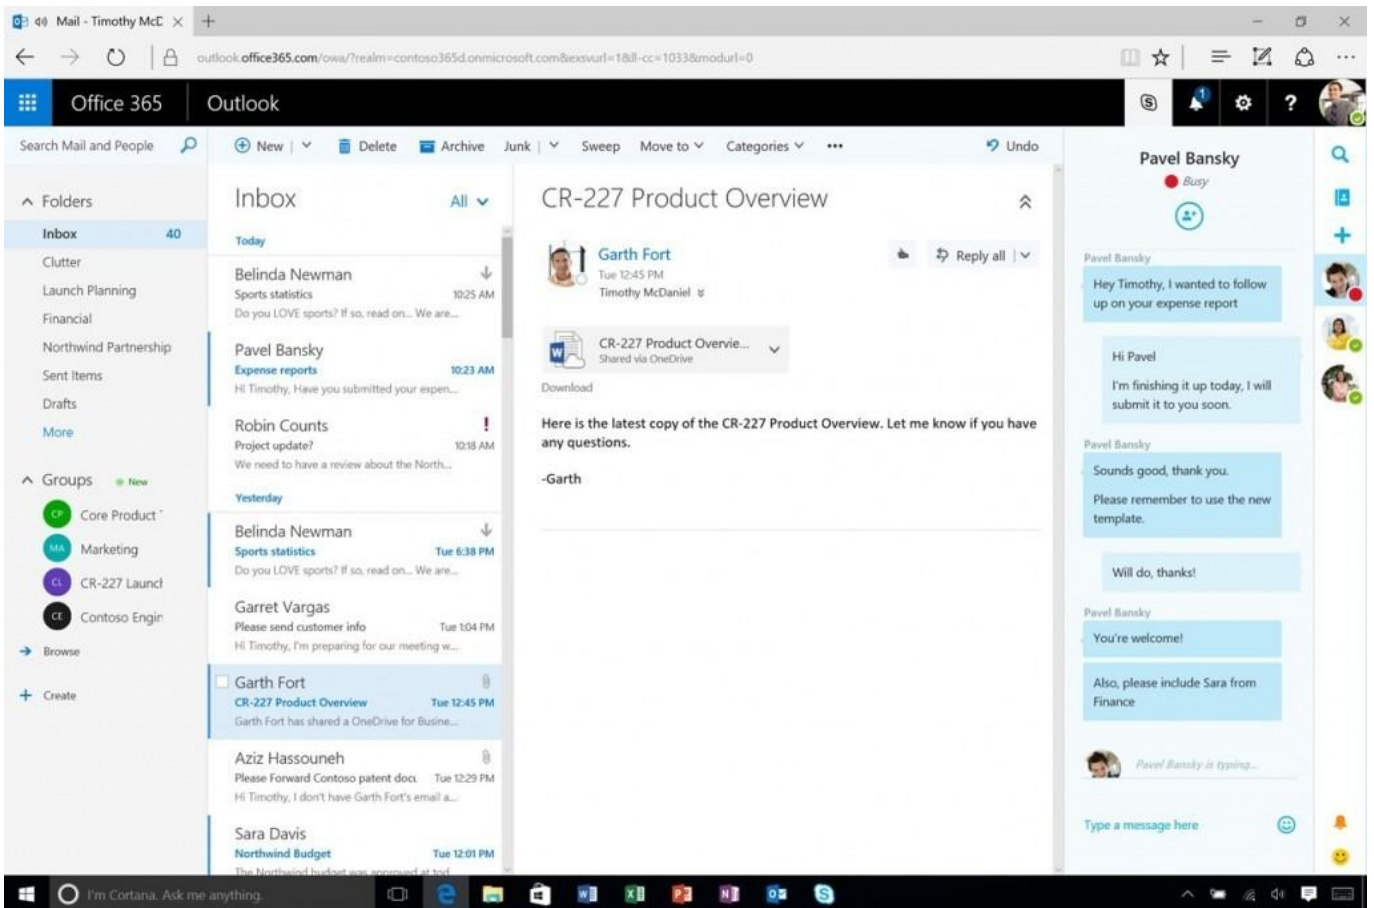 Mail - Timothy McD
outlook.office365.com/owa/?realm=contoso365d.onmicrosoft.com&exsvurl=1&ll-cc=1033&modurl=0
Office 365
Outlook
1
Search Mail and People
New
Delete
Archive
Junk
Sweep
Move to
Categories
Undo
Folders
Inbox 40
Clutter
Launch Planning
Financial
Northwind Partnership
Sent Items
Drafts
More
Groups New
CP Core Product
MA Marketing
CL CR-227 Launch
CE Contoso Engin
Browse
Create
Inbox
All
Today
Belinda Newman
Sports statistics 10:25 AM
Do you LOVE sports? If so, read on... We are...
Pavel Bansky
Expense reports 10:23 AM
Hi Timothy, Have you submitted your expen...
Robin Counts
Project update? 10:18 AM
We need to have a review about the North...
Yesterday
Belinda Newman
Sports statistics Tue 6:38 PM
Do you LOVE sports? If so, read on... We are...
Garret Vargas
Please send customer info Tue 1:04 PM
Hi Timothy, I'm preparing for our meeting w...
Garth Fort
CR-227 Product Overview Tue 12:45 PM
Garth Fort has shared a OneDrive for Busine...
Aziz Hassouneh
Please Forward Contoso patent docu Tue 12:29 PM
Hi Timothy, I don't have Garth Fort's email a...
Sara Davis
Northwind Budget Tue 12:01 PM
The Northwind budget was approved at tod
CR-227 Product Overview
Garth Fort
Tue 12:45 PM
Timothy McDaniel
Reply all
CR-227 Product Overvie...
Shared via OneDrive
Download
Here is the latest copy of the CR-227 Product Overview. Let me know if you have
any questions.
-Garth
Pavel Bansky
Busy
Pavel Bansky
Hey Timothy, I wanted to follow
up on your expense report
Hi Pavel
I'm finishing it up today, I will
submit it to you soon.
Pavel Bansky
Sounds good, thank you.
Please remember to use the new
template.
Will do, thanks!
Pavel Bansky
You're welcome!
Also, please include Sara from
Finance
Pavel Bansky is typing...
Type a message here
I'm Cortana. Ask me anything.